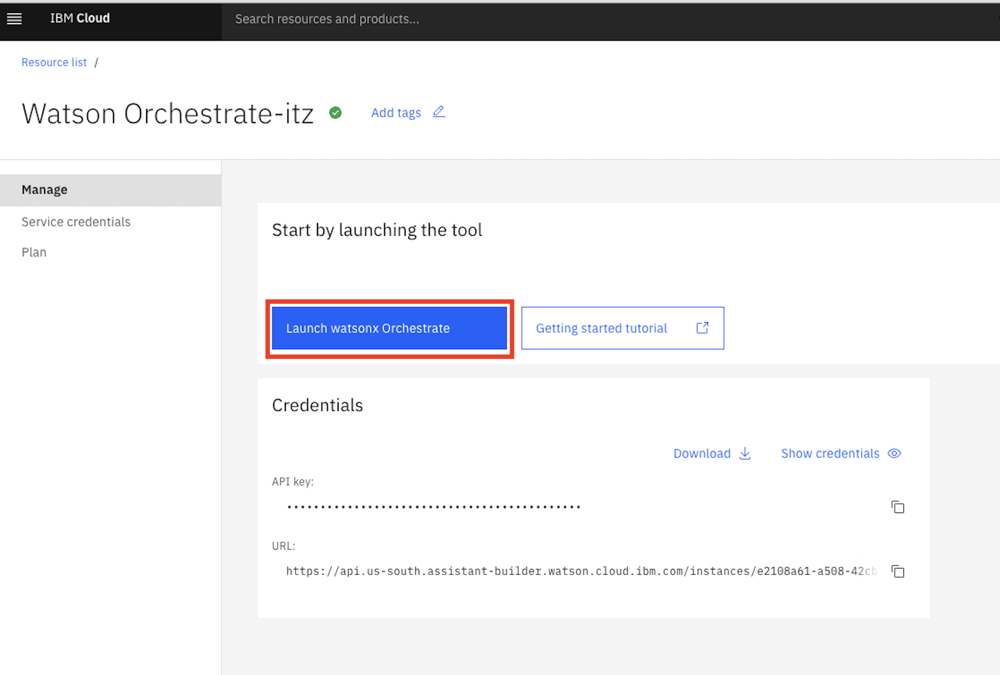 IBM Cloud
Search resources and products...
Resource list /
Watson Orchestrate-itz
Add tags
Manage
Service credentials
Plan
Start by launching the tool
Launch watsonx Orchestrate
Getting started tutorial
Credentials
Download
Show credentials
API key:
••••••••••••••••••••••••••••••••••••••••••••
URL:
https://api.us-south.assistant-builder.watson.cloud.ibm.com/instances/e2108a61-a508-42cb